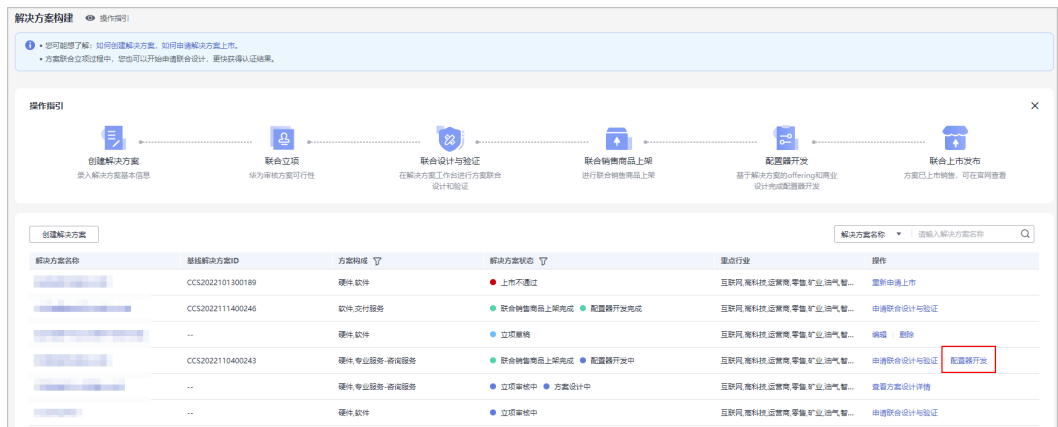 解决方案构建 操作指引
• 您可能想了解：如何创建解决方案，如何申请解决方案上市。
• 方案联合立项过程中，您也可以开始申请联合设计，更快获得认证结果。
操作指引
创建解决方案 联合立项 联合设计与验证 联合销售商品上架 配置器开发 联合上市发布
录入解决方案基本信息 华为审核方案可行性 在解决方案工作台进行方案联合 进行联合销售商品上架 基于解决方案的offering和商业 方案已上市销售，可在官网查看
设计和验证 设计完成配置器开发
创建解决方案 解决方案名称 请输入解决方案名称
解决方案名称 基线解决方案ID 方案构成 解决方案状态 重点行业 操作
CCS2022101300189 硬件,软件 上市不通过 互联网,高科技,运营商,零售,矿业,油气,智... 重新申请上市
CCS2022111400246 软件,交付服务 联合销售商品上架完成 配置器开发完成 互联网,高科技,运营商,零售,矿业,油气,智... 申请联合设计与验证
-- 硬件,软件 立项草稿 互联网,高科技,运营商,零售,矿业,油气,智... 编辑 删除
CCS2022110400243 硬件,专业服务-咨询服务 联合销售商品上架完成 配置器开发中 互联网,高科技,运营商,零售,矿业,油气,智... 申请联合设计与验证 配置器开发
-- 硬件,专业服务-咨询服务 立项审核中 方案设计中 互联网,高科技,运营商,零售,矿业,油气,智... 查看方案设计详情
-- 硬件,软件 立项审核中 互联网,高科技,运营商,零售,矿业,油气,智... 申请联合设计与验证